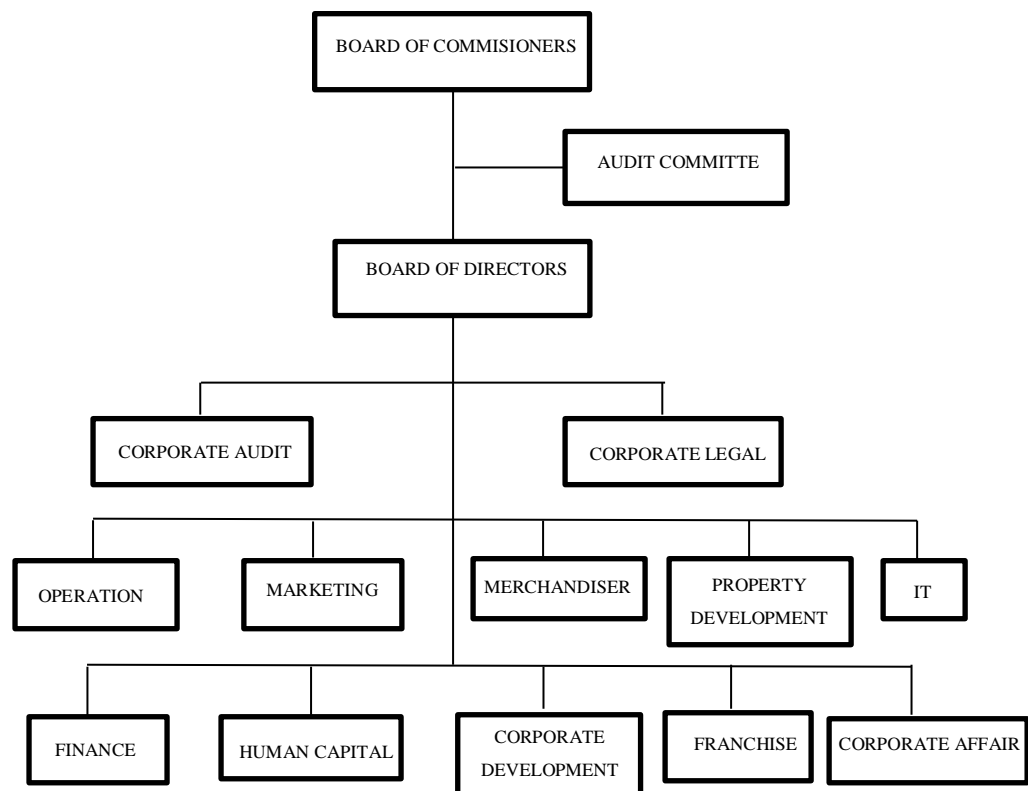 BOARD OF COMMISIONERS
AUDIT COMMITTE
BOARD OF DIRECTORS
CORPORATE AUDIT
CORPORATE LEGAL
OPERATION
MARKETING
MERCHANDISER
PROPERTY
DEVELOPMENT
IT
FINANCE
HUMAN CAPITAL
CORPORATE
DEVELOPMENT
FRANCHISE
CORPORATE AFFAIR